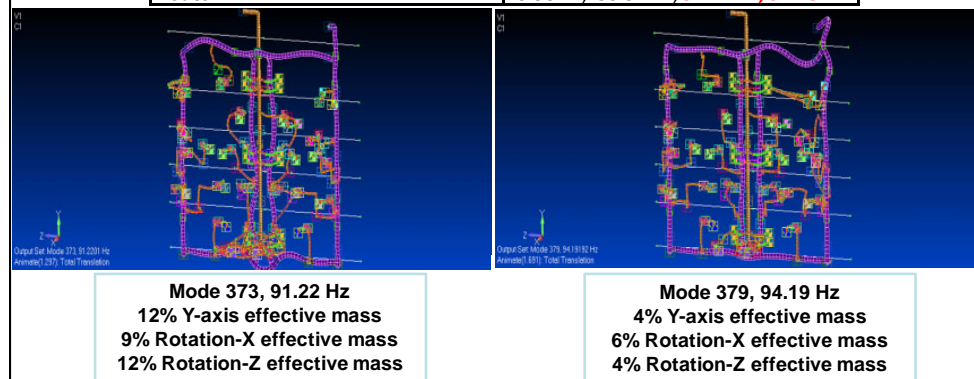 V1
C1
Output Set: Mode 373, 91.2201 Hz
Animate(1.297): Total Translation
Y
Z
X
V1
C1
Output Set: Mode 379, 94.19192 Hz
Animate(1.691): Total Translation
Y
Z
X
Mode 373, 91.22 Hz
12% Y-axis effective mass
9% Rotation-X effective mass
12% Rotation-Z effective mass
Mode 379, 94.19 Hz
4% Y-axis effective mass
6% Rotation-X effective mass
4% Rotation-Z effective mass